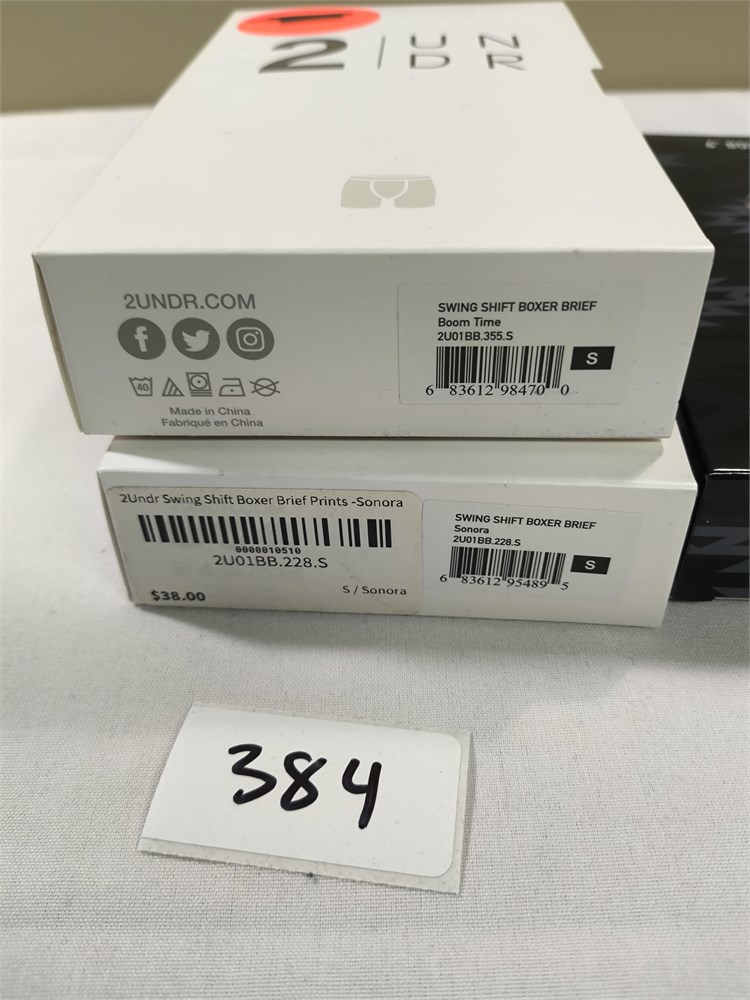 2 | UN
DR
2UNDR.COM
40
Made in China
Fabriqué en China
SWING SHIFT BOXER BRIEF
Boom Time
2U01BB.355.S
S
6 83612 98470 0
2Undr Swing Shift Boxer Brief Prints -Sonora
0000010510
2U01BB.228.S
$38.00
S / Sonora
SWING SHIFT BOXER BRIEF
Sonora
2U01BB.228.S
S
6 83612 95489 5
384